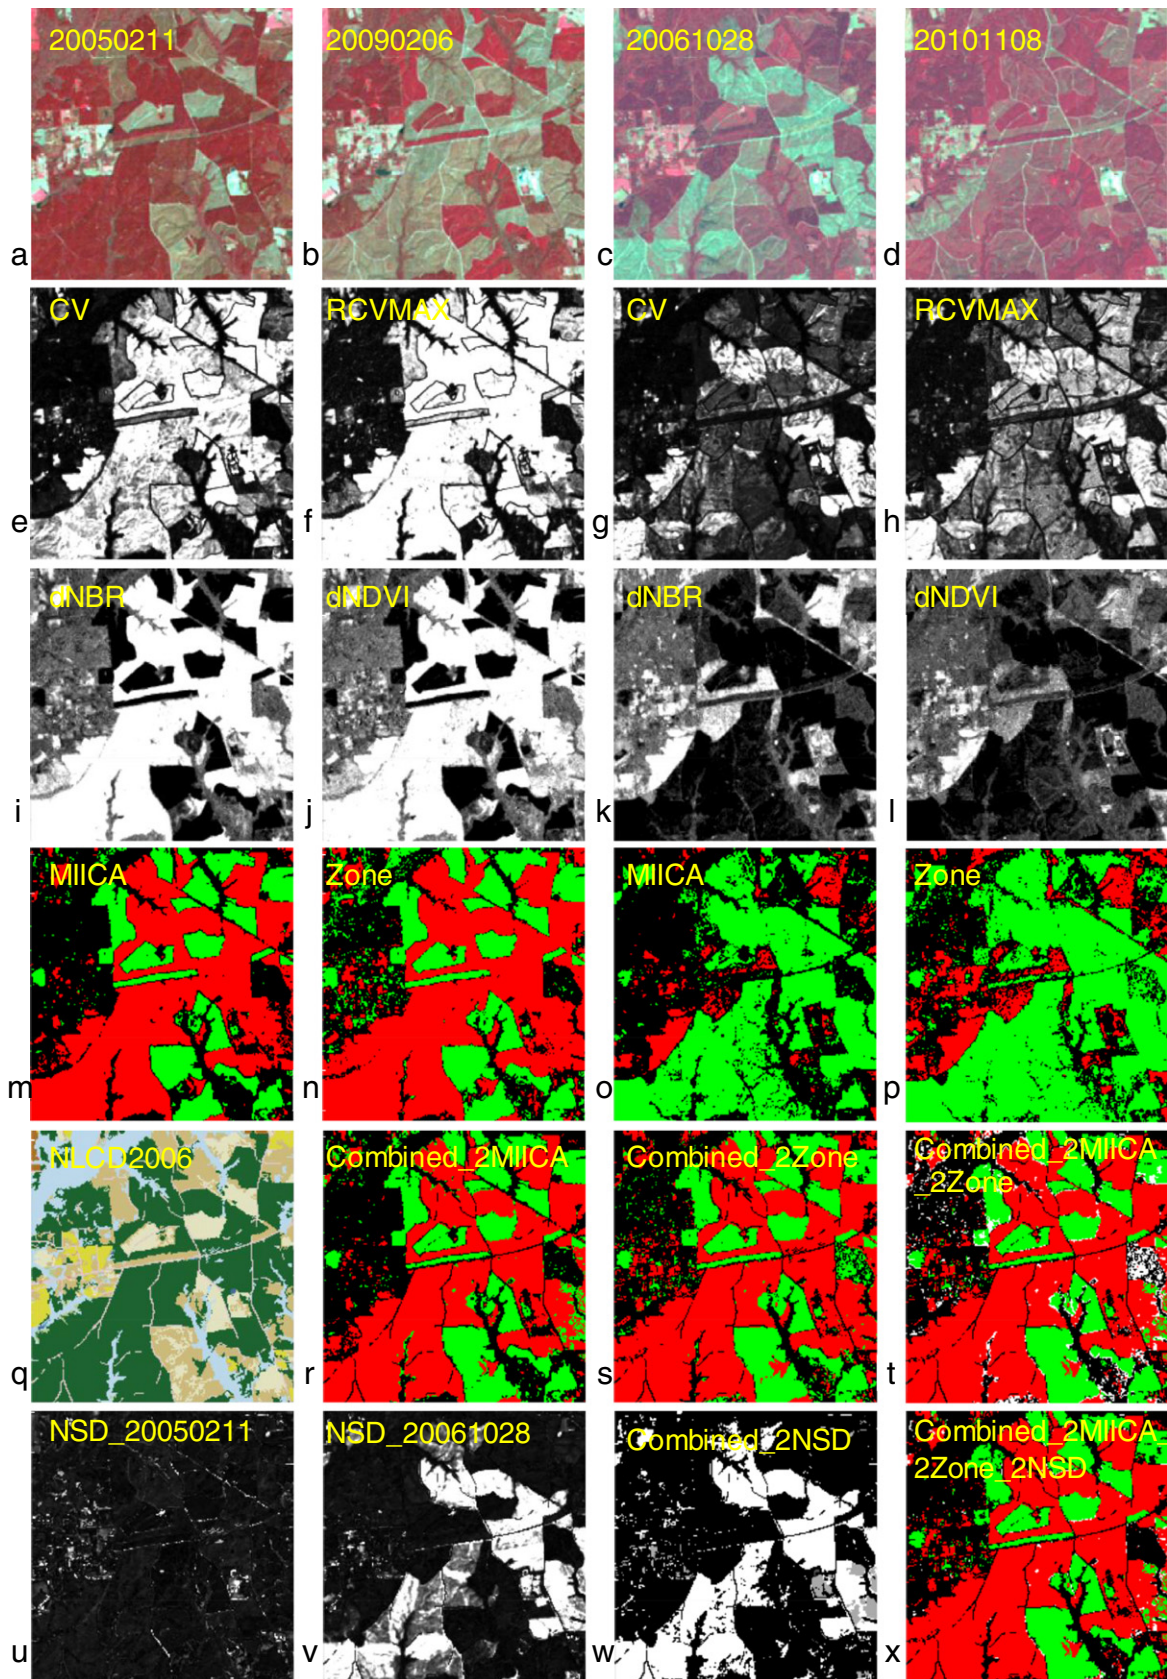 20050211
20090206
20061028
20101108
a
b
c
d
CV
RCVMAX
CV
RCVMAX
e
f
g
h
dNBR
dNDVI
dNBR
dNDVI
i
j
k
l
MIICA
Zone
MIICA
Zone
m
n
o
p
NLCD2006
Combined_2MIICA
Combined_2Zone
Combined_2MIICA
_2Zone
q
r
s
t
NSD_20050211
NSD_20061028
Combined_2NSD
Combined_2MIICA_
2Zone_2NSD
u
v
w
x